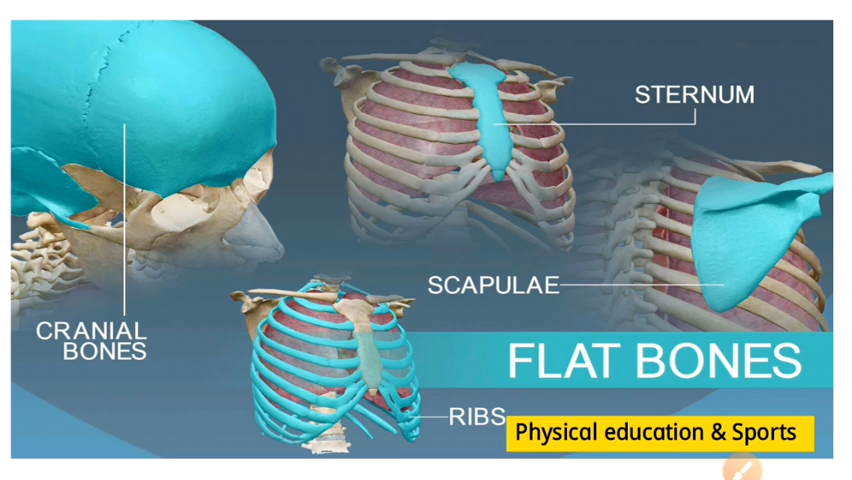 STERNUM
SCAPULAE
CRANIAL
BONES
FLAT BONES
RIBS
Physical education & Sports